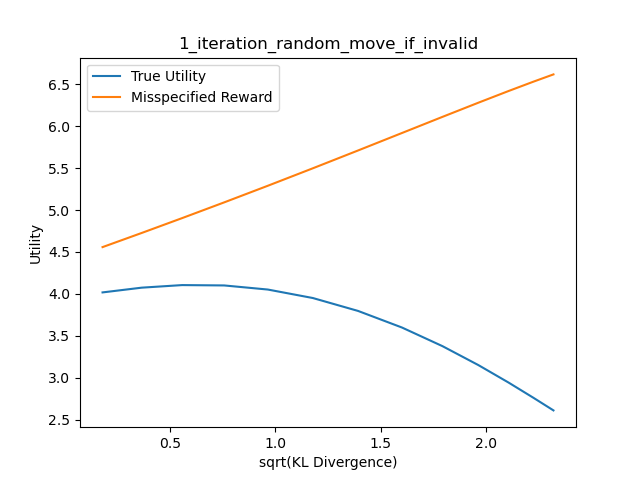 1_iteration_random_move_if_invalid
True Utility
Misspecified Reward
6.5
6.0
5.5
5.0
4.5
4.0
3.5
3.0
2.5
Utility
0.5 1.0 1.5 2.0
sqrt(KL Divergence)